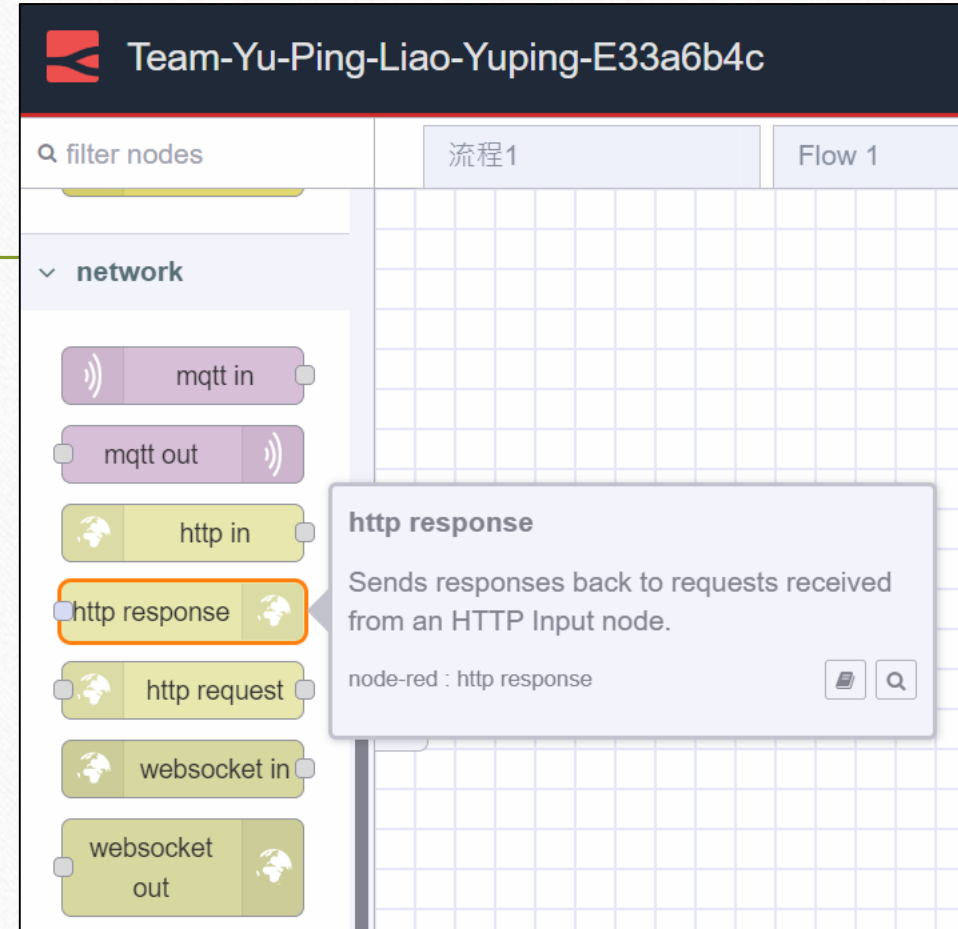 Team-Yu-Ping-Liao-Yuping-E33a6b4c
filter nodes
流程1
Flow 1
network
mqtt in
mqtt out
http in
http response
http request
websocket in
websocket
out
http response
Sends responses back to requests received
from an HTTP Input node.
node-red : http response